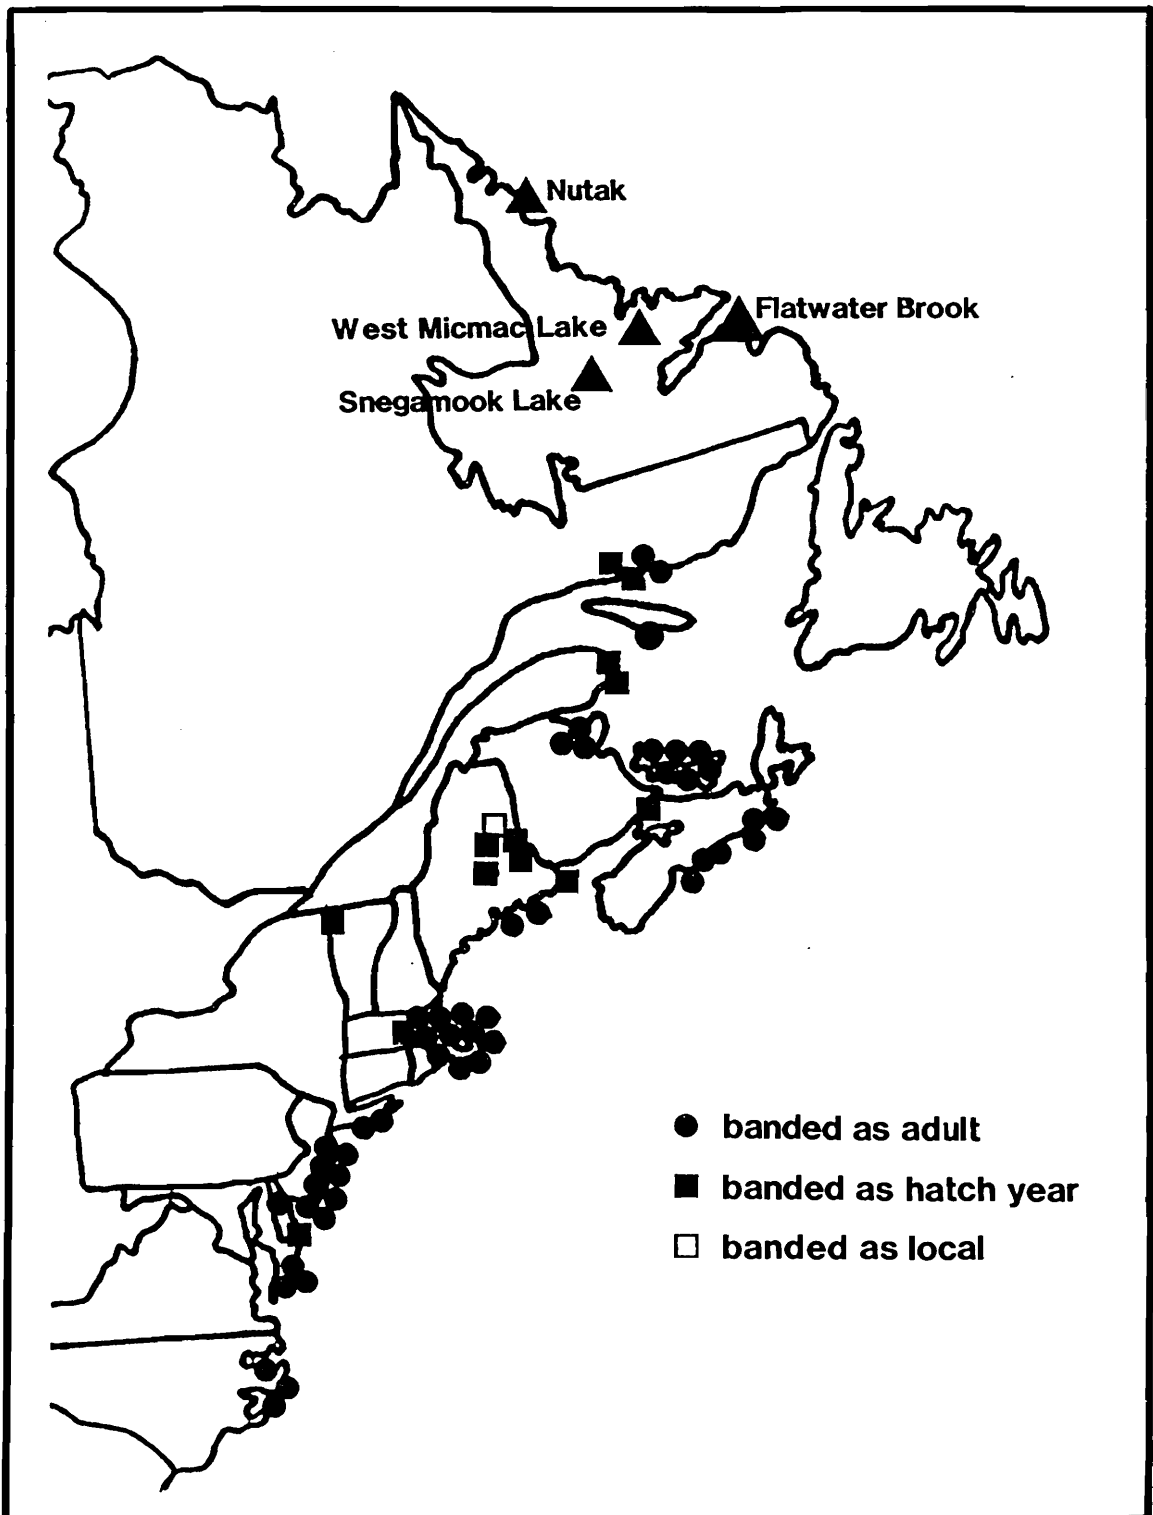 Nutak
Flatwater Brook
West Micmac Lake
Snegamook Lake
banded as adult
banded as hatch year
banded as local